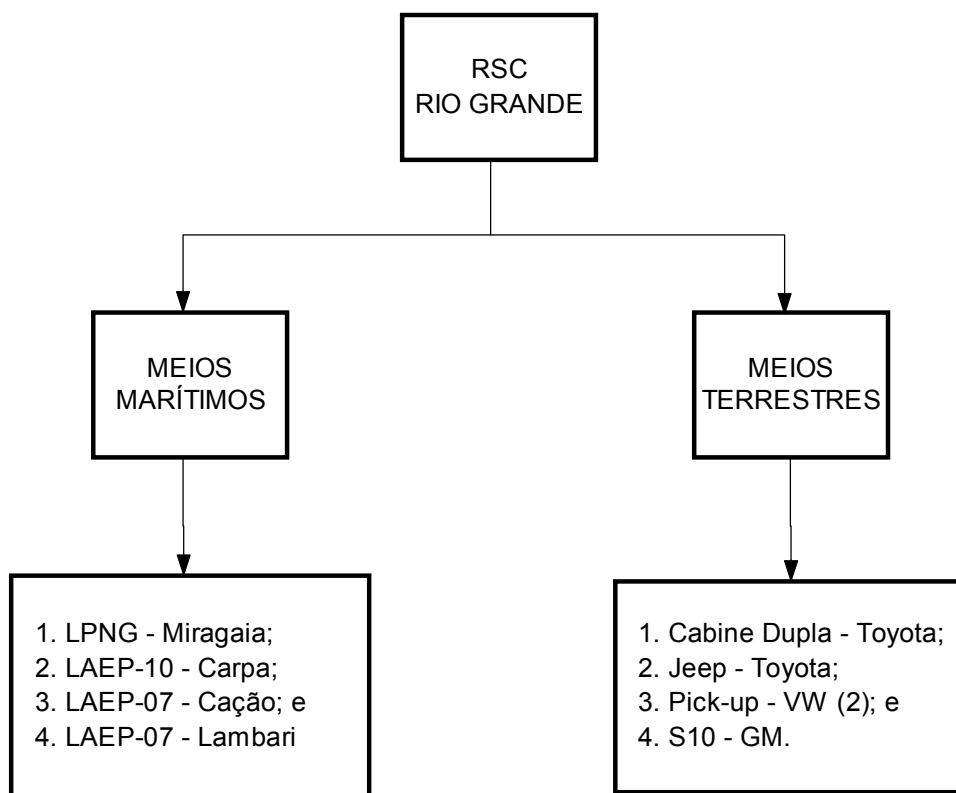 RSC
RIO GRANDE
MEIOS
MARÍTIMOS
MEIOS
TERRESTRES
1. LPNG - Miragaia;
2. LAEP-10 - Carpa;
3. LAEP-07 - Cação; e
4. LAEP-07 - Lambari
1. Cabine Dupla - Toyota;
2. Jeep - Toyota;
3. Pick-up - VW (2); e
4. S10 - GM.